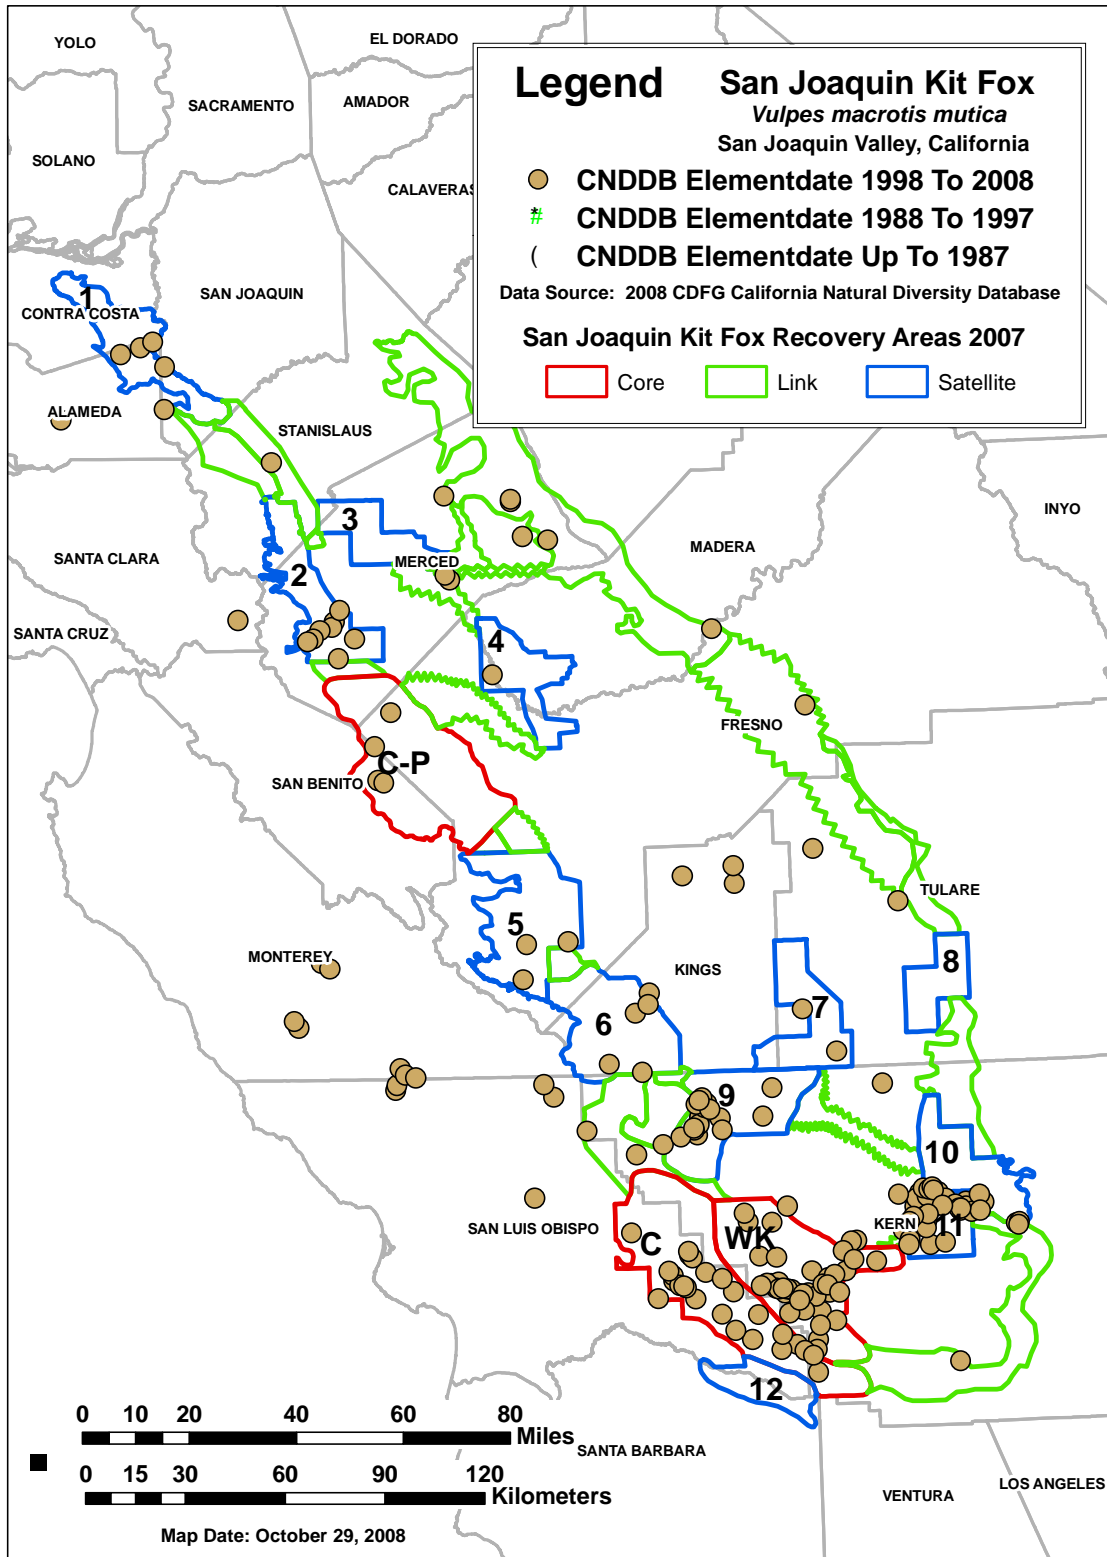 YOLO
EL DORADO
SACRAMENTO
AMADOR
SOLANO
CALAVERAS
Legend
San Joaquin Kit Fox
Vulpes macrotis mutica
San Joaquin Valley, California
CNDDB Elementdate 1998 To 2008
*# CNDDB Elementdate 1988 To 1997
( CNDDB Elementdate Up To 1987
Data Source: 2008 CDFG California Natural Diversity Database
San Joaquin Kit Fox Recovery Areas 2007
Core
Link
Satellite
1
CONTRA COSTA
SAN JOAQUIN
ALAMEDA
STANISLAUS
INYO
3
MADERA
SANTA CLARA
MERCED
2
SANTA CRUZ
4
FRESNO
C-P
SAN BENITO
TULARE
5
8
MONTEREY
KINGS
7
6
9
10
SAN LUIS OBISPO
KERN
11
WK
C
12
0 10 20 40 60 80
Miles
SANTA BARBARA
0 15 30 60 90 120
Kilometers
LOS ANGELES
VENTURA
Map Date: October 29, 2008